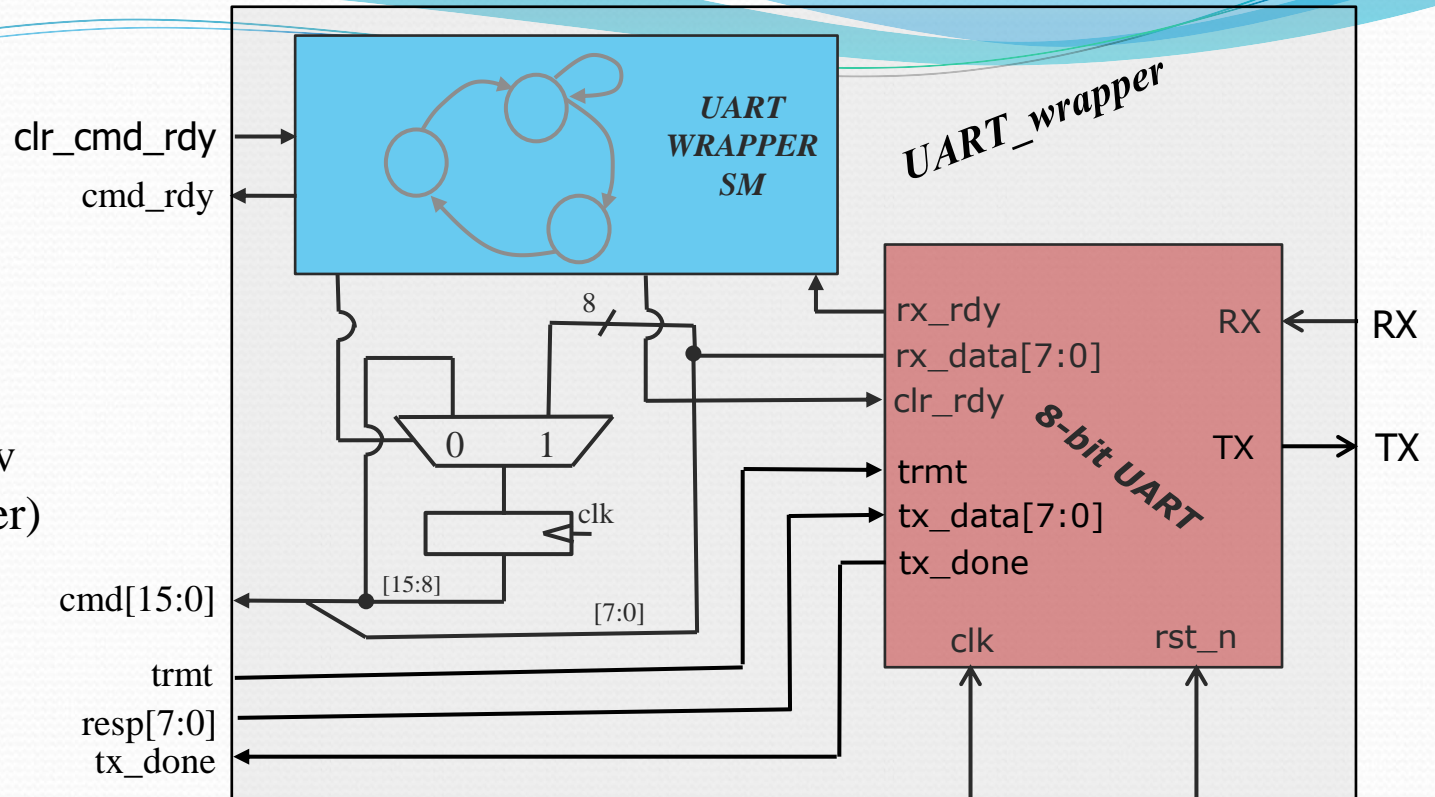 UART
WRAPPER
SM
UART_wrapper
clr_cmd_rdy
cmd_rdy
8
rx_rdy
RX
RX
rx_data[7:0]
clr_rdy
0
1
8-bit UART
TX
TX
trmt
clk
tx_data[7:0]
er)
tx_done
[15:8]
cmd[15:0]
[7:0]
clk
rst_n
trmt
resp[7:0]
tx_done